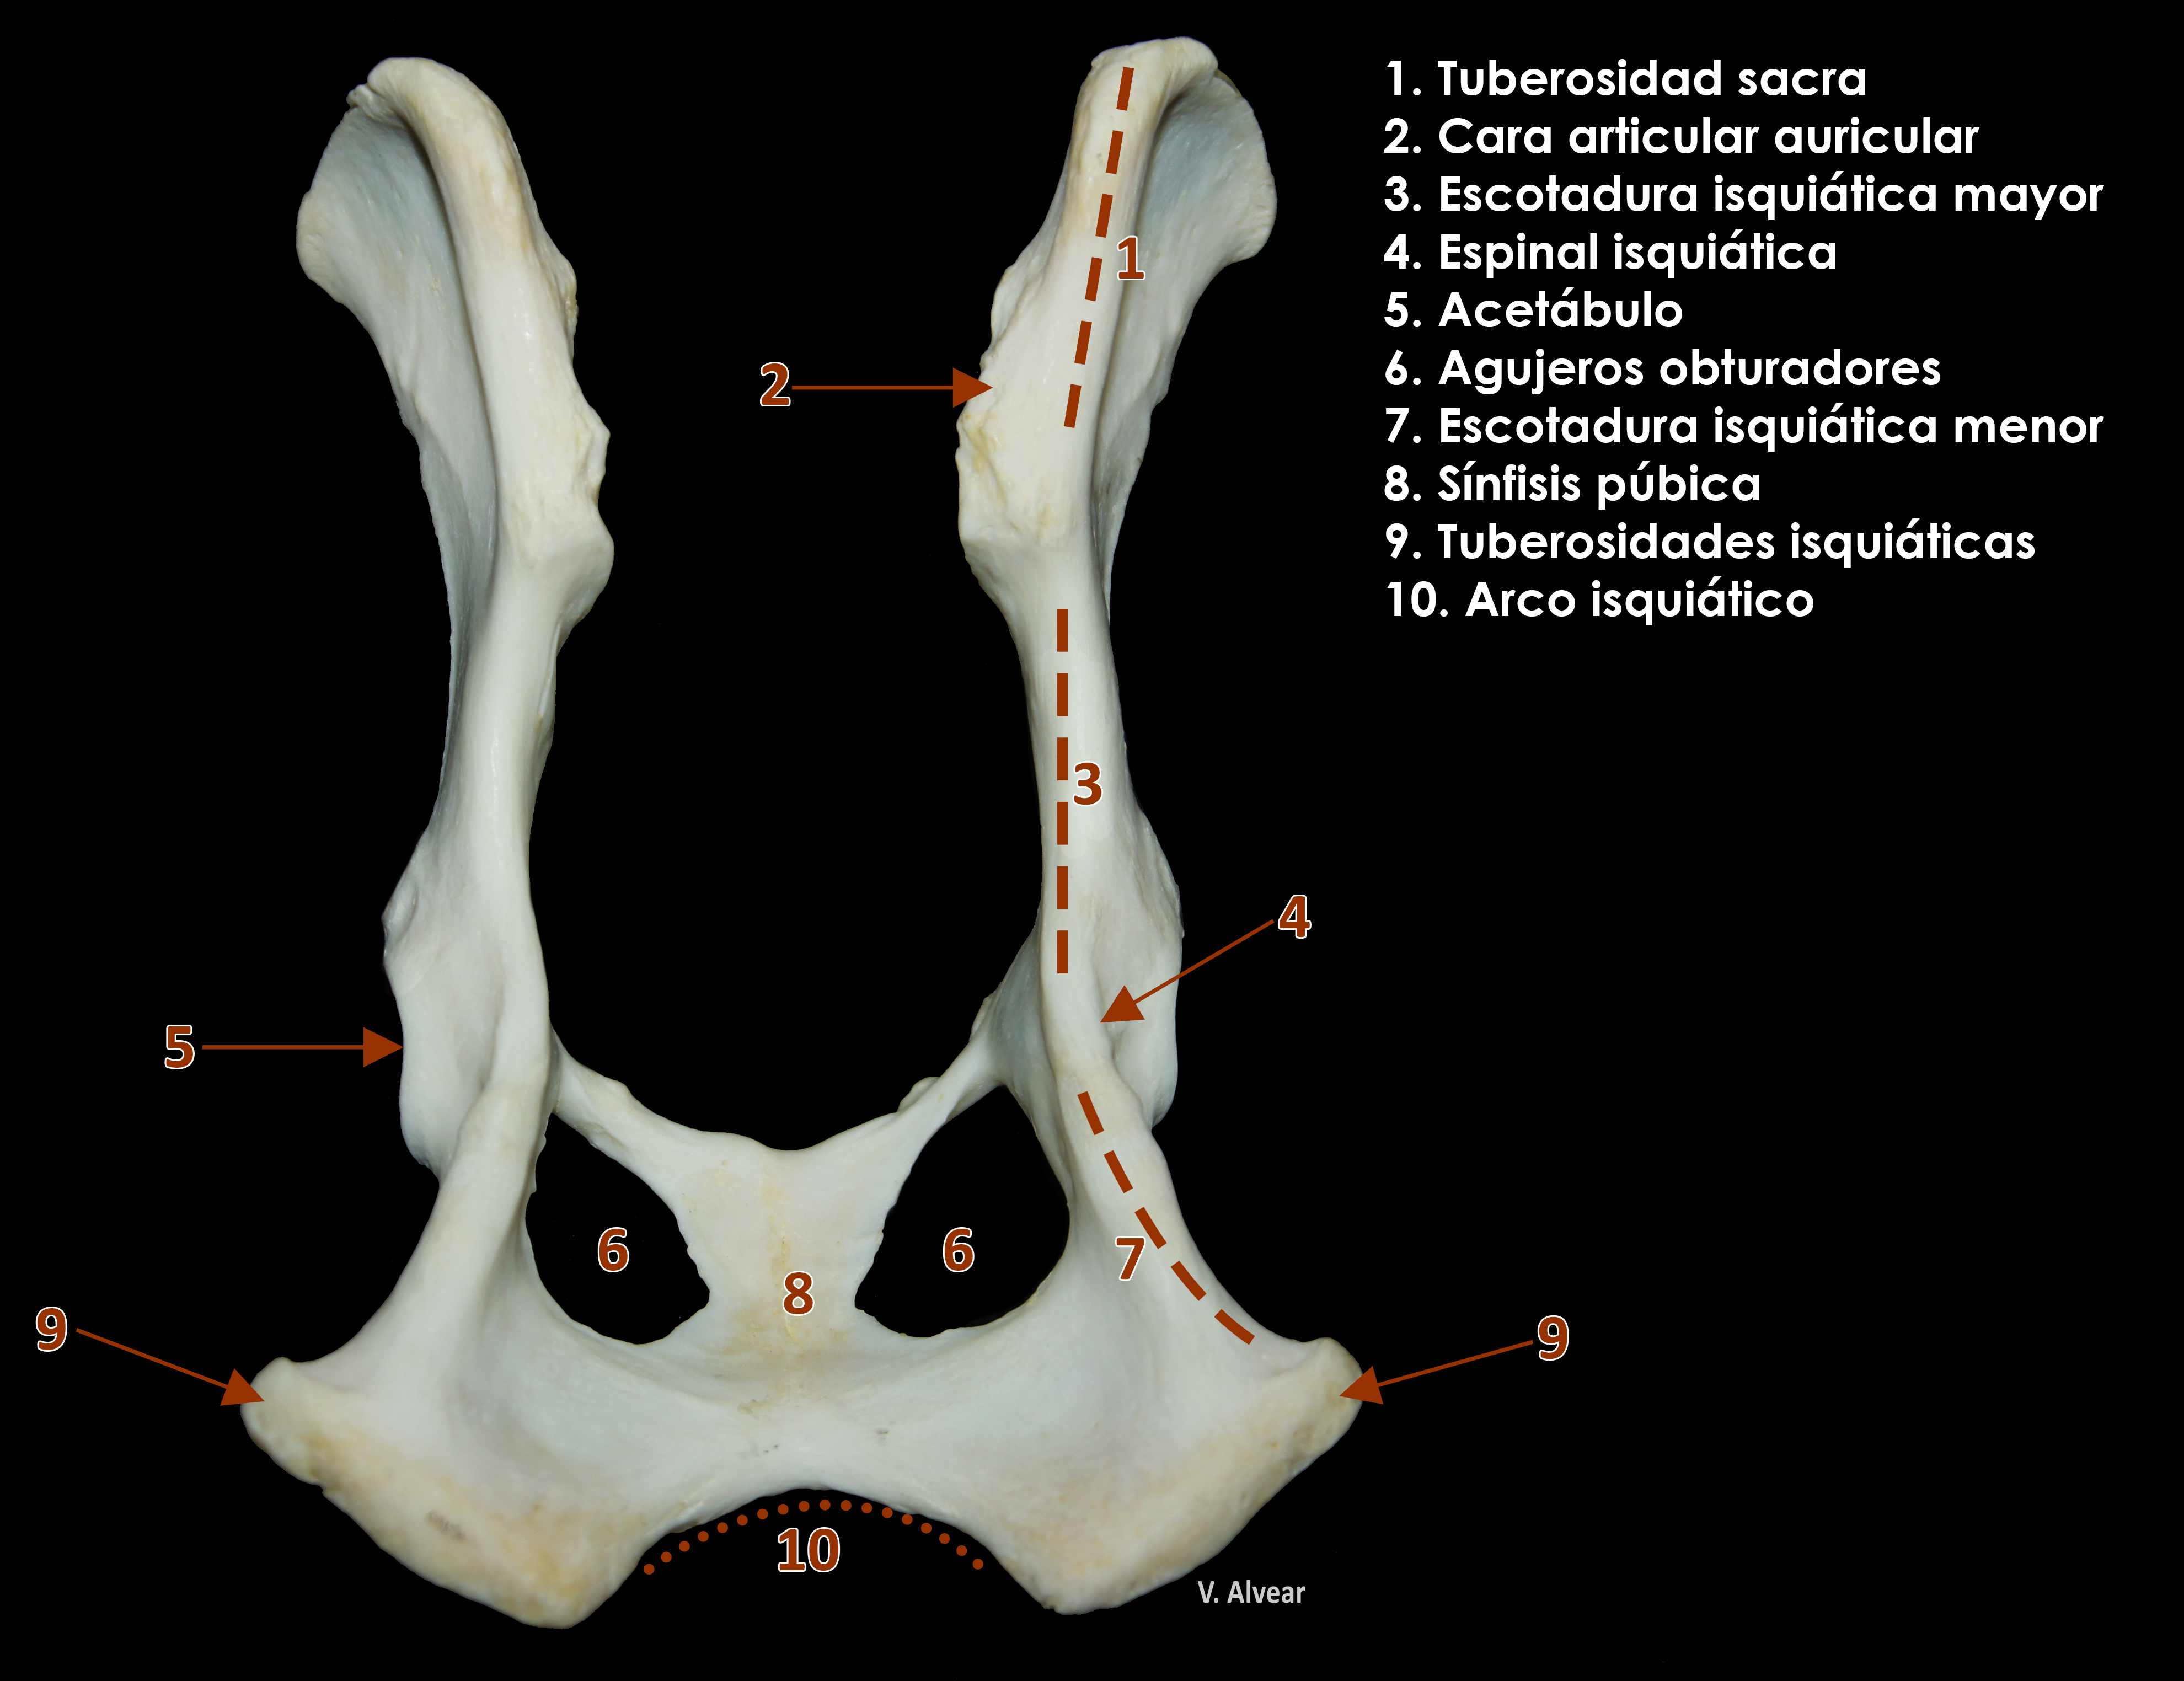 1. Tuberosidad sacra
2. Cara articular auricular
3. Escotadura isquiática mayor
4. Espinal isquiática
5. Acetábulo
6. Agujeros obturadores
7. Escotadura isquiática menor
8. Sínfisis púbica
9. Tuberosidades isquiáticas
10. Arco isquiático
1
2
3
4
5
6
6
7
8
9
9
10
V. Alvear